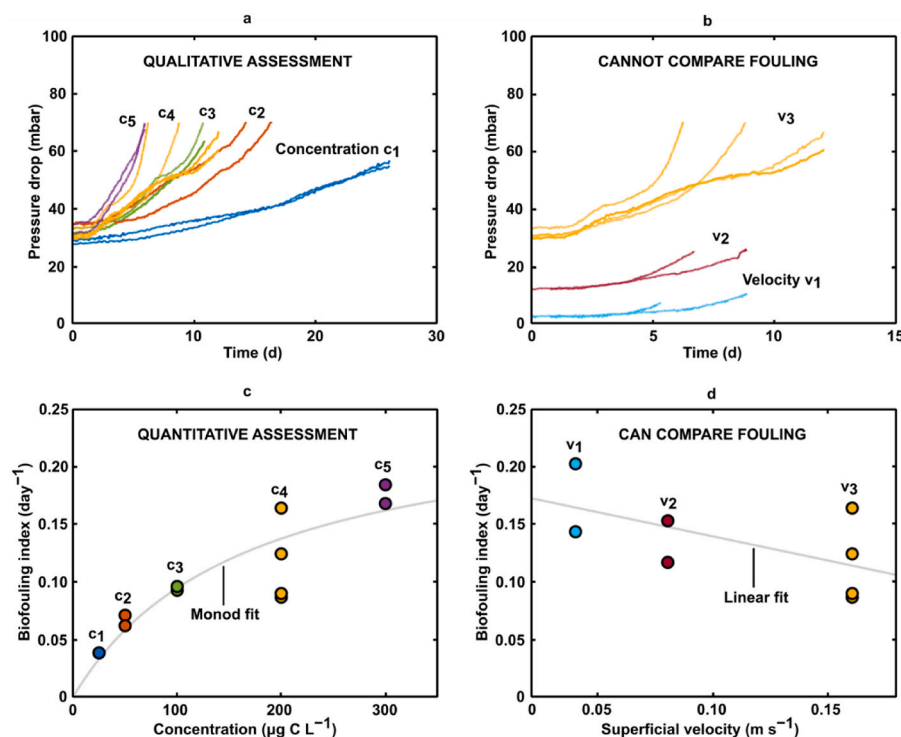 a
QUALITATIVE ASSESSMENT
c5
c4
c3
c2
Concentration c1
Pressure drop (mbar)
100
80
60
40
20
0
0 10 20 30
Time (d)
b
CANNOT COMPARE FOULING
v3
v2
Velocity v1
Pressure drop (mbar)
100
80
60
40
20
0
0 5 10 15
Time (d)
c
QUANTITATIVE ASSESSMENT
c5
c4
c3
c2
c1
Monod fit
Biofouling index (day⁻¹)
0.25
0.20
0.15
0.10
0.05
0
0 100 200 300
Concentration (µg C L⁻¹)
d
CAN COMPARE FOULING
v1
v2
v3
Linear fit
Biofouling index (day⁻¹)
0.25
0.20
0.15
0.10
0.05
0
0 0.05 0.10 0.15
Superficial velocity (m s⁻¹)